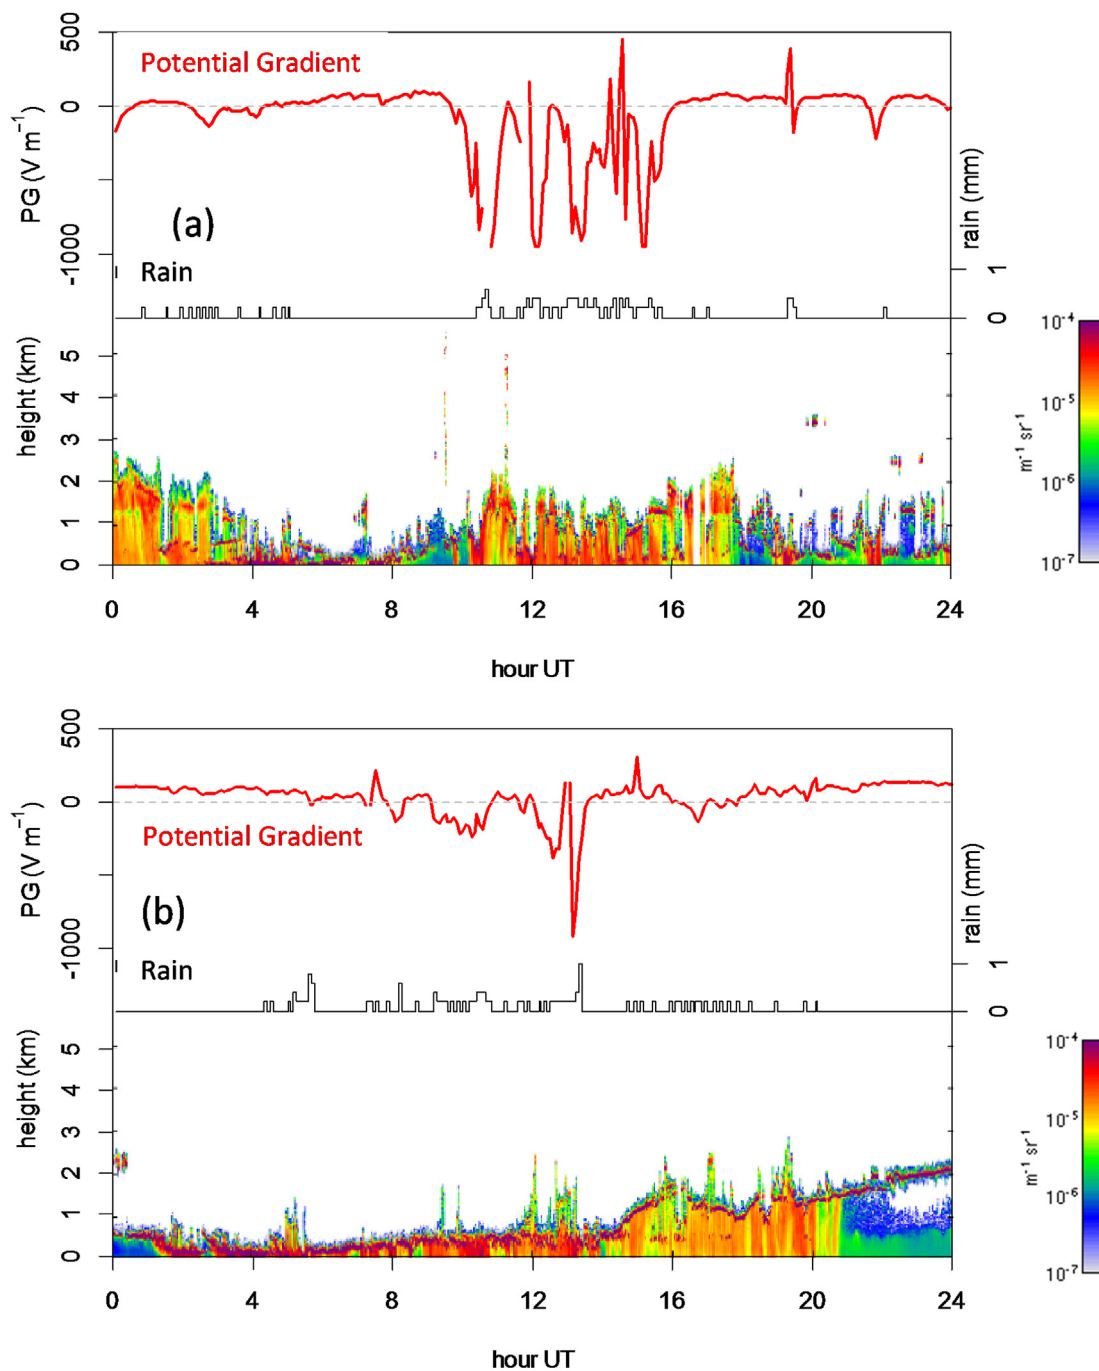 500
0
-1000
PG (V m⁻¹)
Potential Gradient
(a)
Rain
rain (mm)
1
0
height (km)
5
4
3
2
1
0
10⁻⁴
10⁻⁵
10⁻⁶
10⁻⁷
m⁻¹ sr⁻¹
0 4 8 12 16 20 24
hour UT
500
0
-1000
PG (V m⁻¹)
Potential Gradient
(b)
Rain
rain (mm)
1
0
height (km)
5
4
3
2
1
0
10⁻⁴
10⁻⁵
10⁻⁶
10⁻⁷
m⁻¹ sr⁻¹
0 4 8 12 16 20 24
hour UT